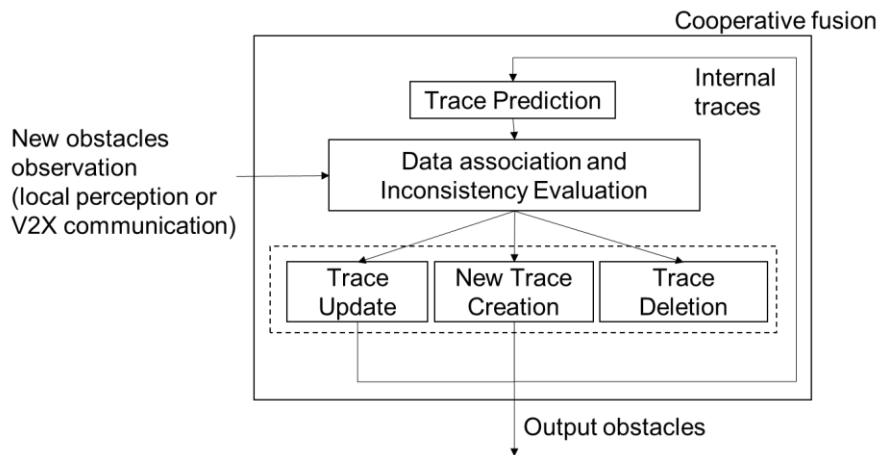 Cooperative fusion
Internal
traces
Trace Prediction
New obstacles
observation
(local perception or
V2X communication)
Data association and
Inconsistency Evaluation
Trace
Update
New Trace
Creation
Trace
Deletion
Output obstacles